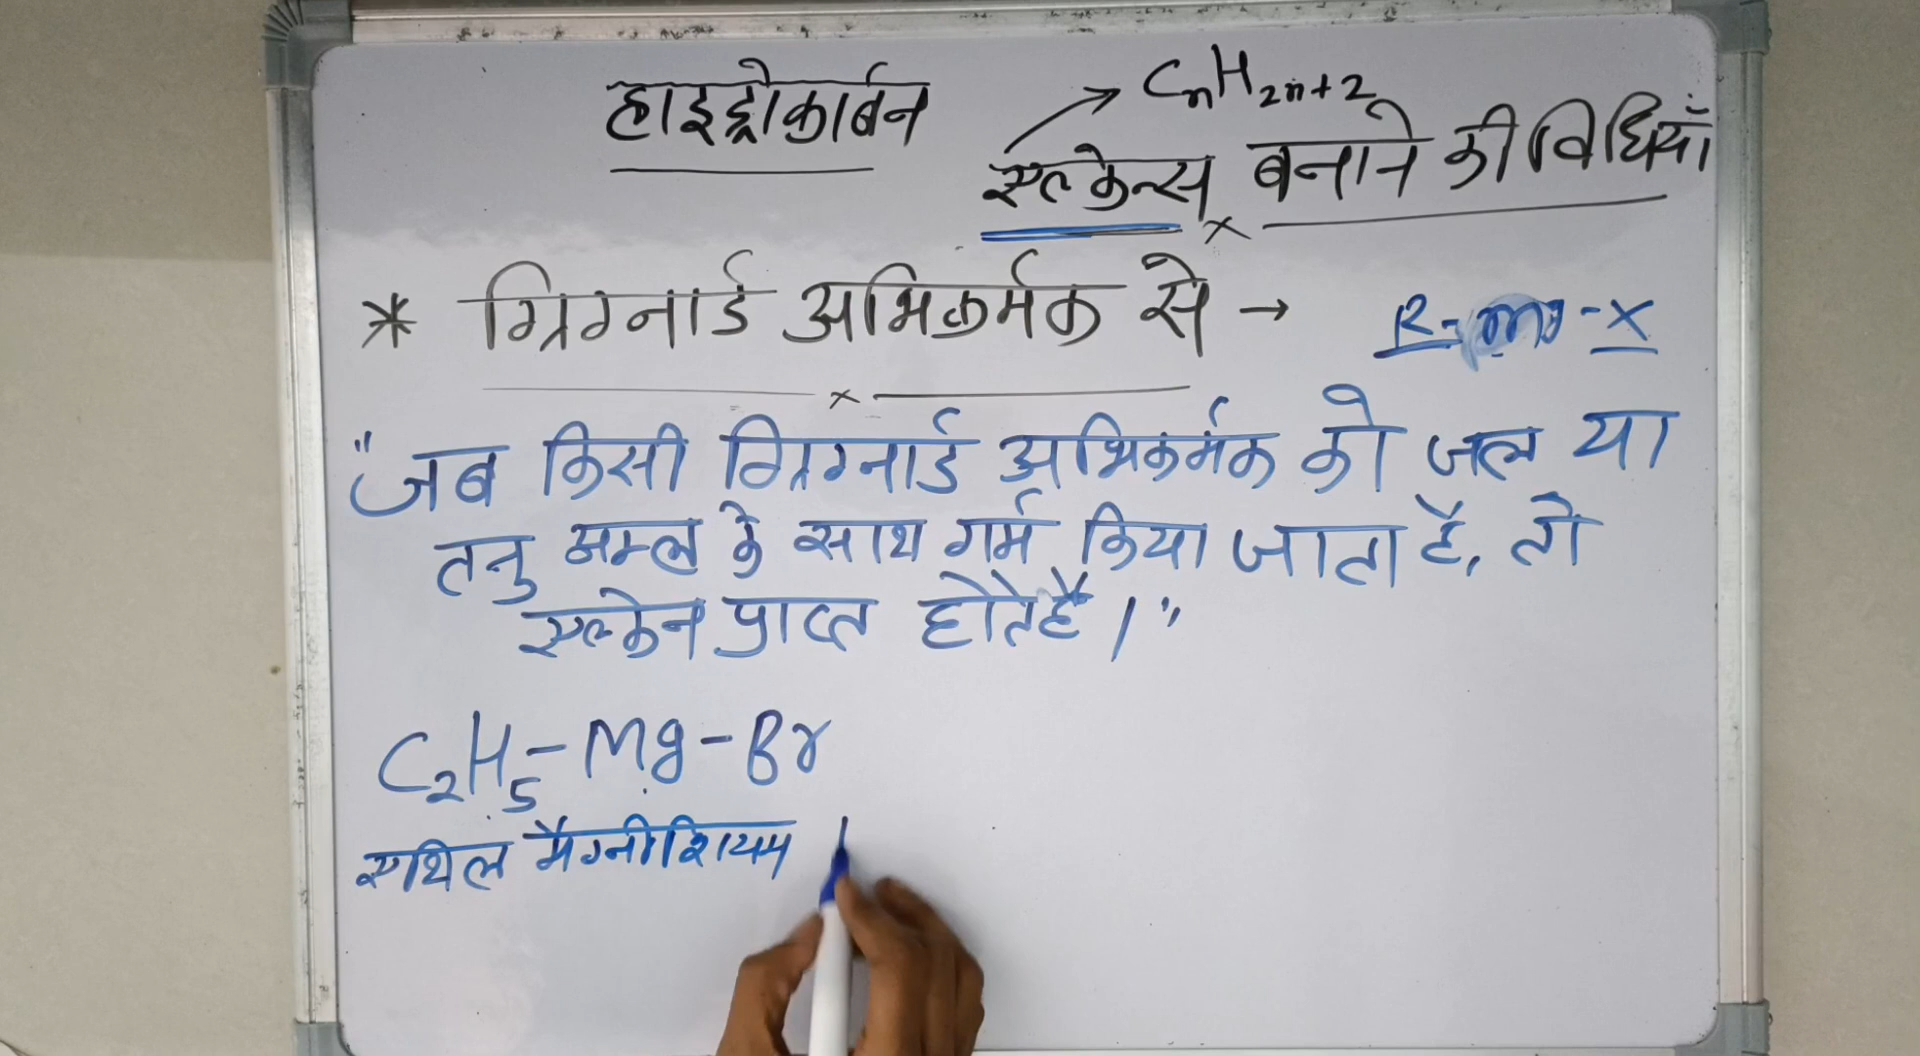 हाइड्रोकार्बन
CnH2n+2
एल्केन्स बनाने की विधियाँ
* ग्रिग्नार्ड अभिकर्मक से → R-Mg-X
"जब किसी ग्रिग्नार्ड अभिकर्मक को जल या
तनु अम्ल के साथ गर्म किया जाता है, तो
एल्केन प्राप्त होते है।"
C2H5-Mg-Br
एथिल मैग्नीशियम